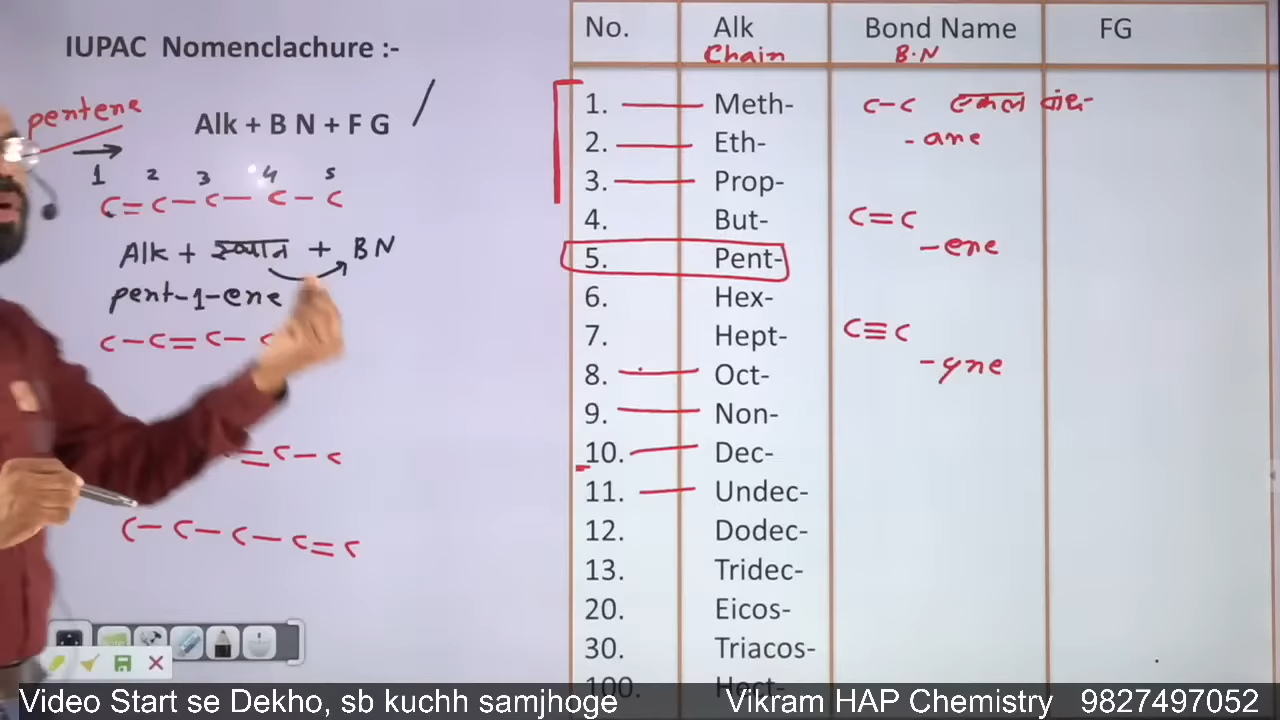 IUPAC Nomenclachure :-
pentene
Alk + B N + F G /
1 2 3 4 5
C=C-C-C-C
Alk + स्थान + BN
pent-1-ene
C-C=C-C
=C-C
C-C-C-C=C
No. Alk Bond Name FG
Chain B.N
1. Meth- C-C एकल बंध-
2. Eth- -ane
3. Prop-
4. But- C=C
-ene
5. Pent-
6. Hex-
7. Hept- C≡C
8. Oct- -yne
9. Non-
10. Dec-
11. Undec-
12. Dodec-
13. Tridec-
20. Eicos-
30. Triacos-
100. Hect-
Video Start se Dekho, sb kuchh samjhoge Vikram HAP Chemistry 9827497052